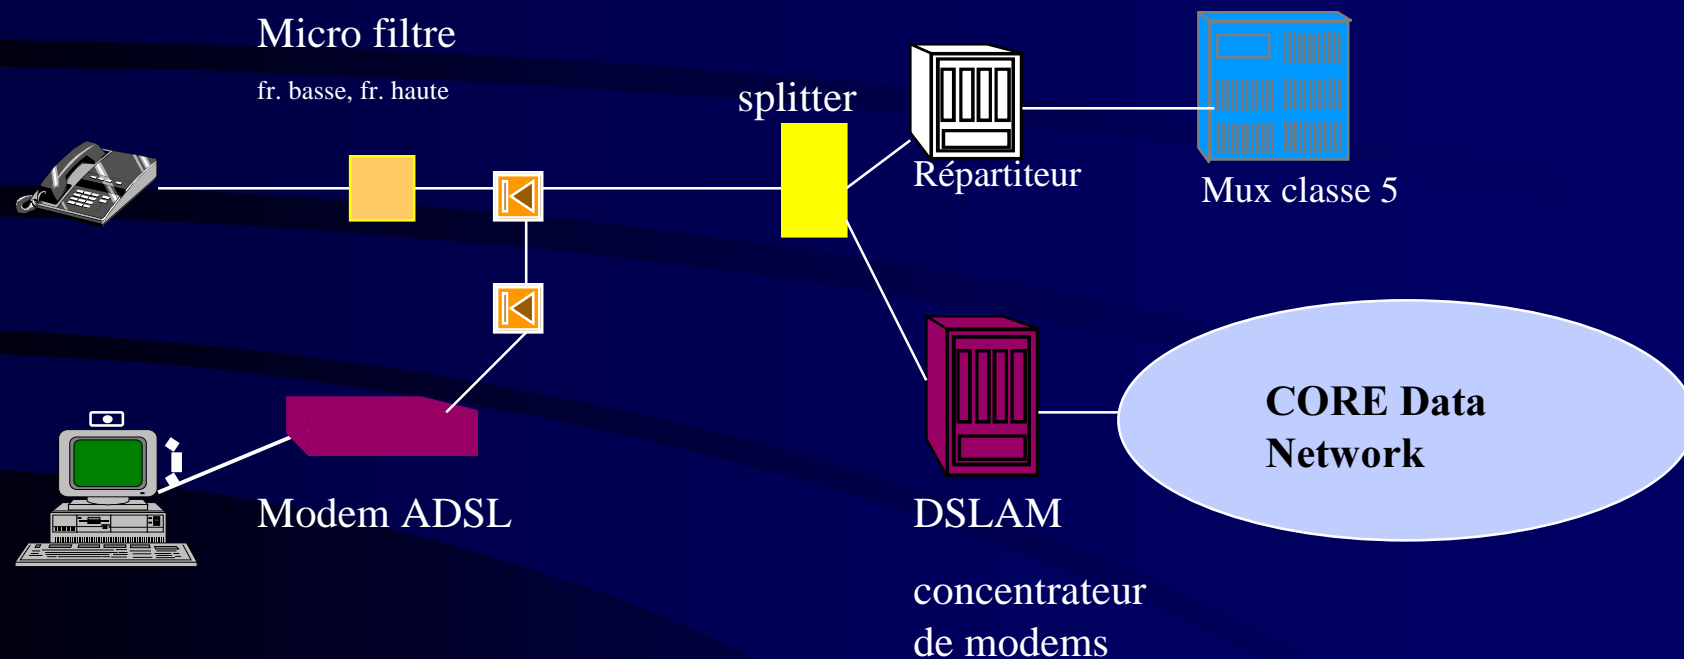 Micro filtre
fr. basse, fr. haute
splitter
Répartiteur
Mux classe 5
CORE Data
Network
Modem ADSL
DSLAM
concentrateur
de modems